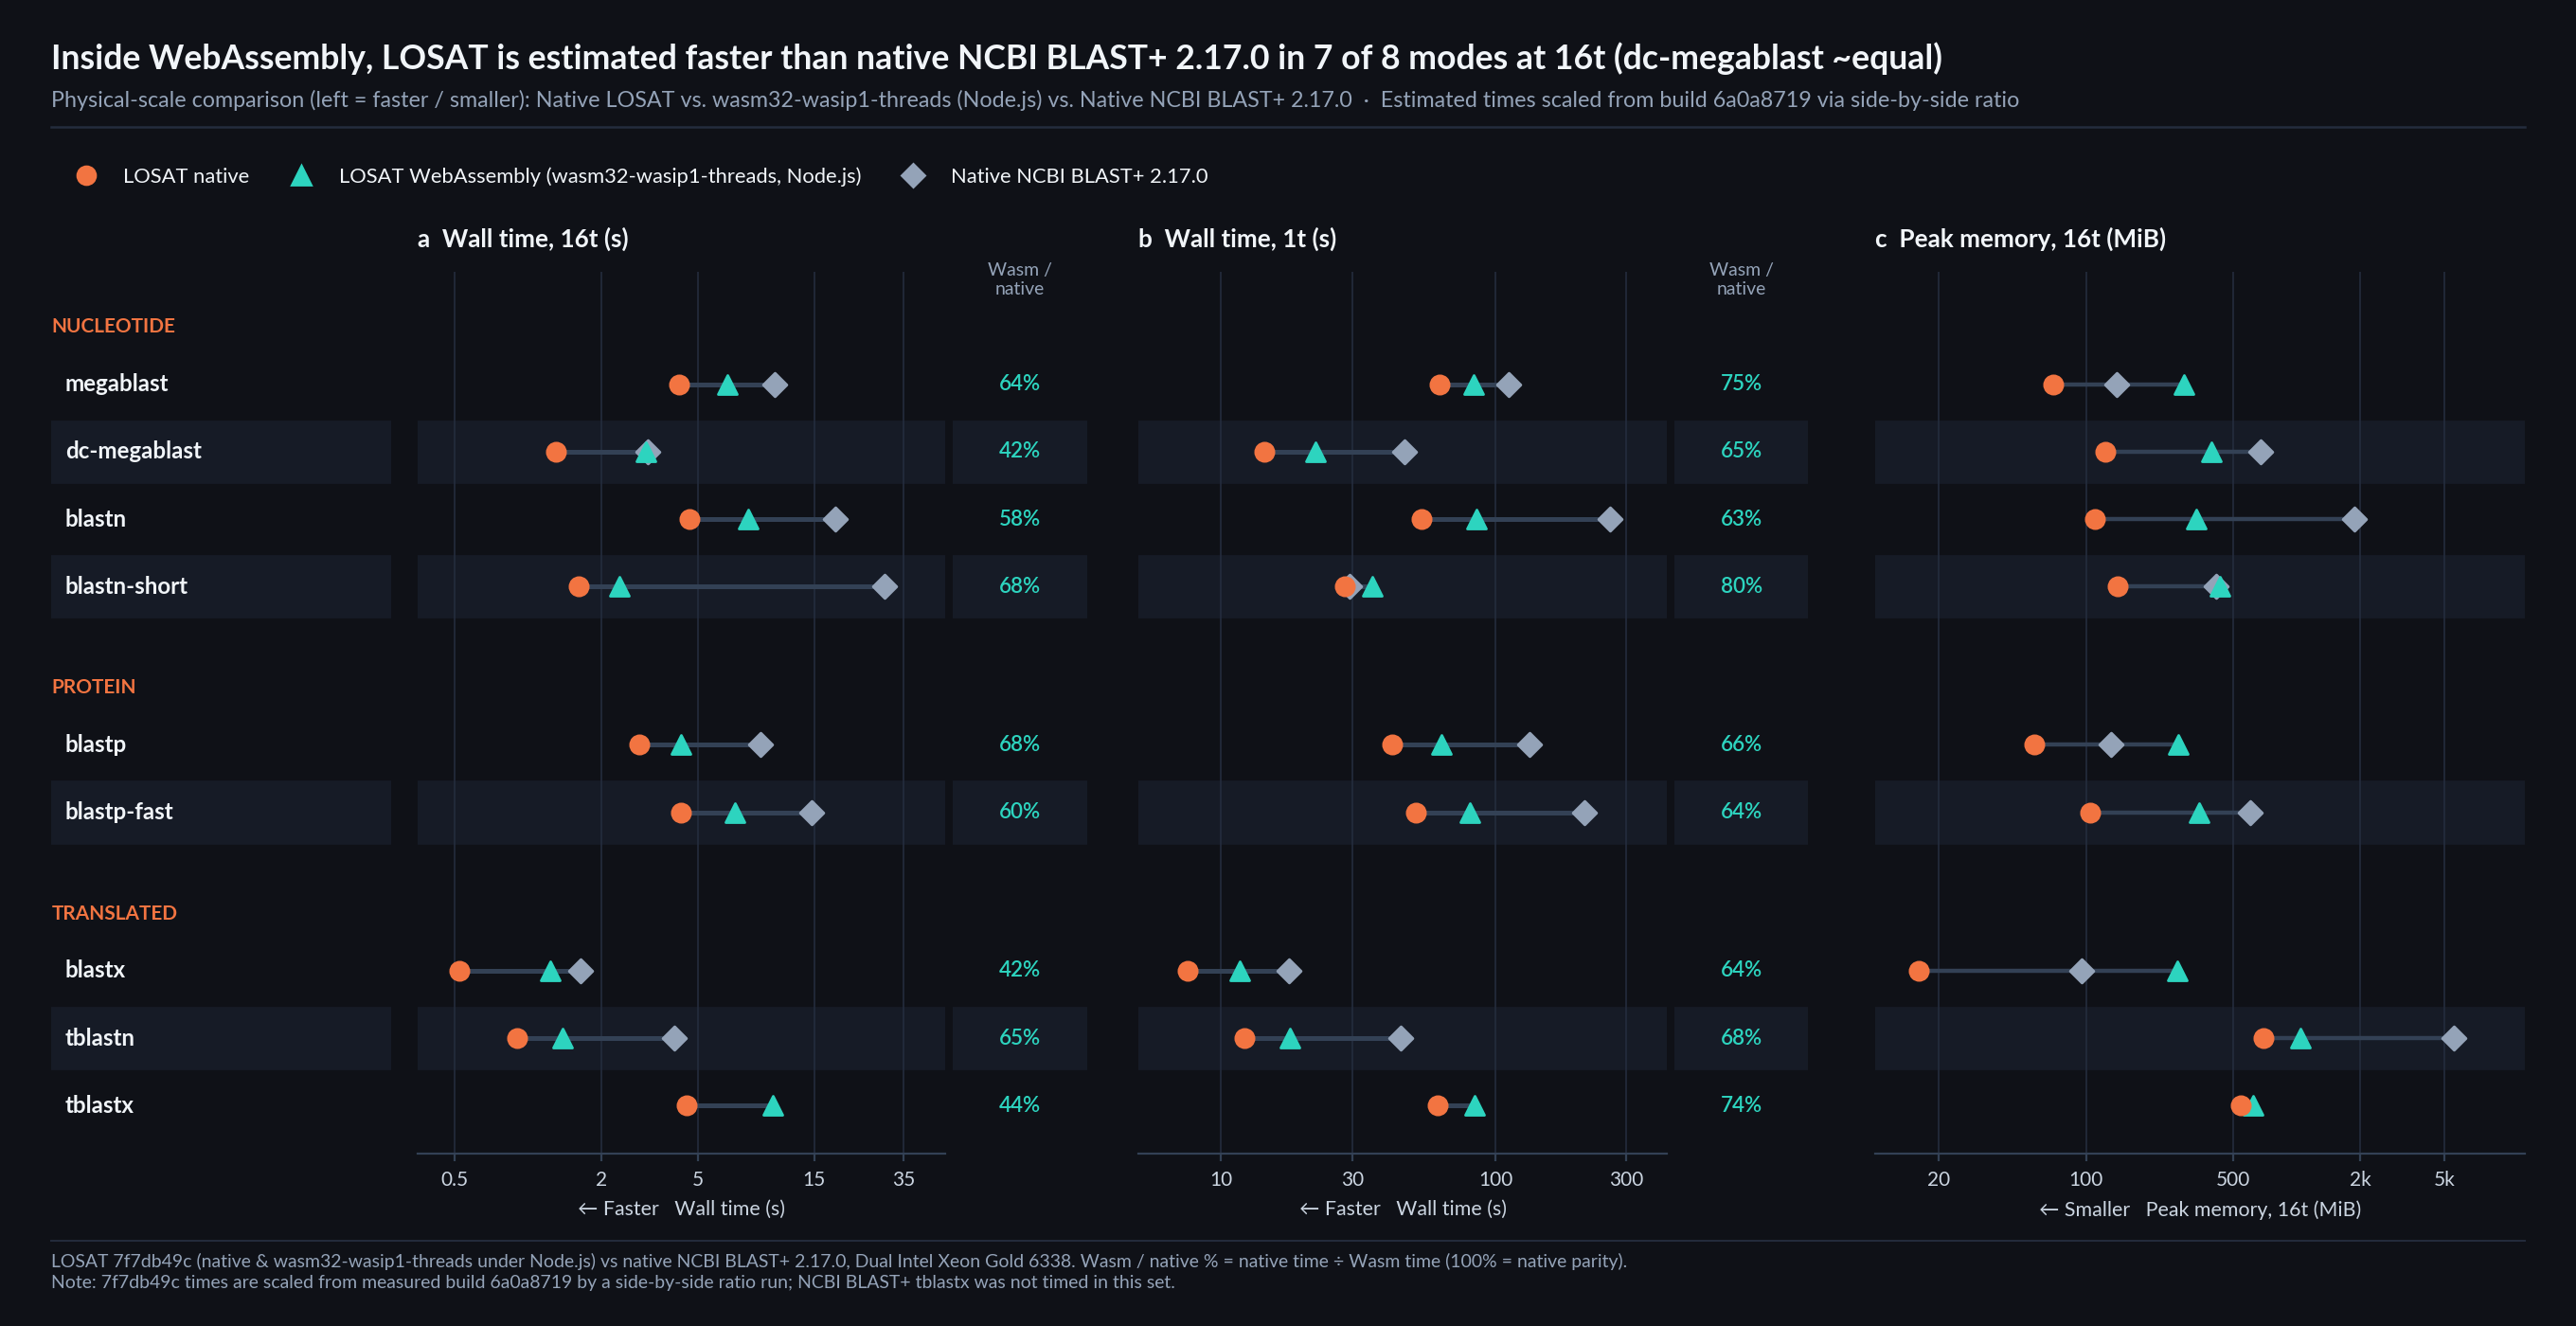 Inside WebAssembly, LOSAT is estimated faster than native NCBI BLAST+ 2.17.0 in 7 of 8 modes at 16t (dc-megablast ~equal)
Physical-scale comparison (left = faster / smaller): Native LOSAT vs. wasm32-wasip1-threads (Node.js) vs. Native NCBI BLAST+ 2.17.0 · Estimated times scaled from build 6a0a8719 via side-by-side ratio
LOSAT native
LOSAT WebAssembly (wasm32-wasip1-threads, Node.js)
Native NCBI BLAST+ 2.17.0
a Wall time, 16t (s)
b Wall time, 1t (s)
c Peak memory, 16t (MiB)
Wasm /
native
Wasm /
native
NUCLEOTIDE
megablast 64% 75%
dc-megablast 42% 65%
blastn 58% 63%
blastn-short 68% 80%
PROTEIN
blastp 68% 66%
blastp-fast 60% 64%
TRANSLATED
blastx 42% 64%
tblastn 65% 68%
tblastx 44% 74%
0.5 2 5 15 35
10 30 100 300
20 100 500 2k 5k
← Faster Wall time (s)
← Faster Wall time (s)
← Smaller Peak memory, 16t (MiB)
LOSAT 7f7db49c (native & wasm32-wasip1-threads under Node.js) vs native NCBI BLAST+ 2.17.0, Dual Intel Xeon Gold 6338. Wasm / native % = native time ÷ Wasm time (100% = native parity).
Note: 7f7db49c times are scaled from measured build 6a0a8719 by a side-by-side ratio run; NCBI BLAST+ tblastx was not timed in this set.